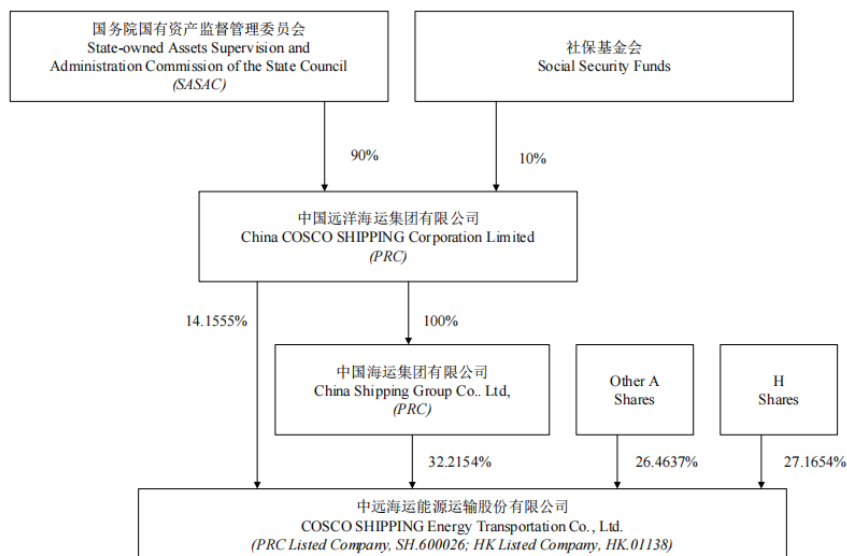 国务院国有资产监督管理委员会
State-owned Assets Supervision and
Administration Commission of the State Council
(SASAC)
社保基金会
Social Security Funds
90%
10%
中国远洋海运集团有限公司
China COSCO SHIPPING Corporation Limited
(PRC)
14.1555%
100%
中国海运集团有限公司
China Shipping Group Co.. Ltd,
(PRC)
Other A
Shares
H
Shares
32.2154%
26.4637%
27.1654%
中远海运能源运输股份有限公司
COSCO SHIPPING Energy Transportation Co., Ltd.
(PRC Listed Company, SH.600026; HK Listed Company, HK.01138)